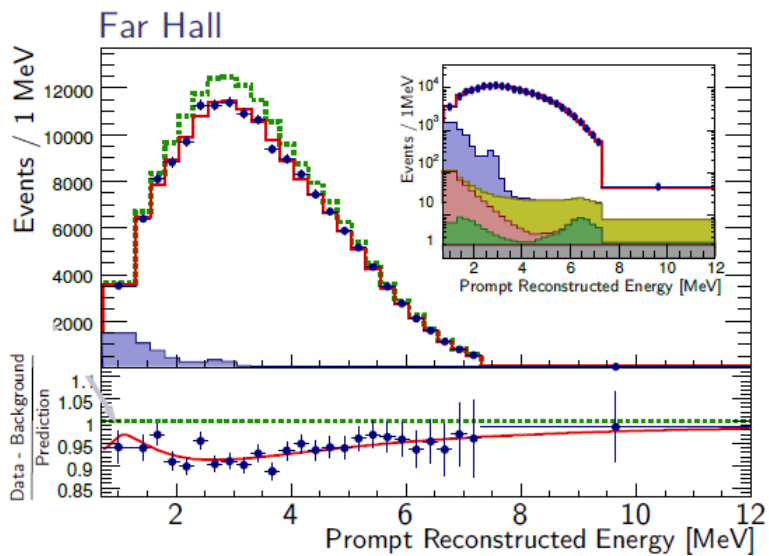 Far Hall
Events / 1 MeV
12000
10000
8000
6000
4000
2000
Events / 1MeV
10⁴
10³
10²
10
1
2 4 6 8 10 12
Prompt Reconstructed Energy [MeV]
Data - Background
Prediction
1.05
1
0.95
0.9
0.85
2 4 6 8 10 12
Prompt Reconstructed Energy [MeV]